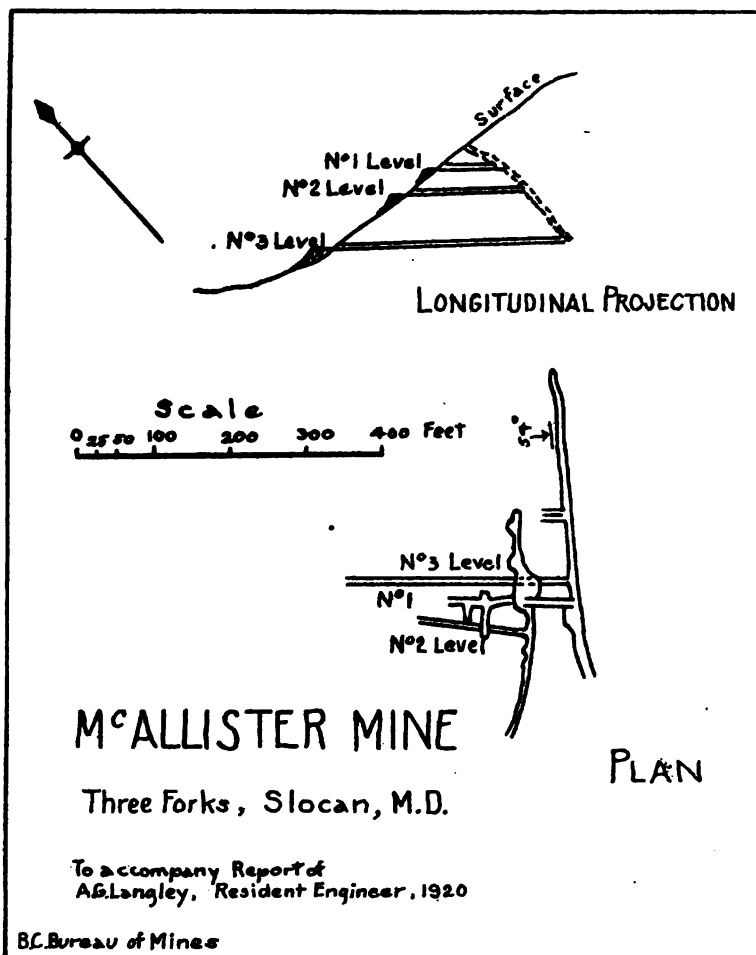 Surface
Nº1 Level
Nº2 Level
Nº3 Level
LONGITUDINAL PROJECTION
Scale
0 25 50 100 200 300 400 Feet
54°
Nº3 Level
Nº1
Nº2 Level
McALLISTER MINE
PLAN
Three Forks, Slocan, M.D.
To accompany Report of
A.G.Langley, Resident Engineer, 1920
B.C.Bureau of Mines